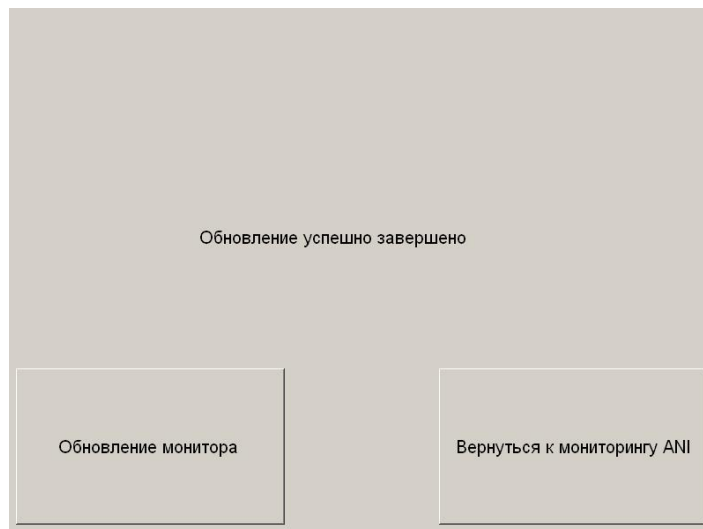 Обновление успешно завершено
Обновление монитора
Вернуться к мониторингу ANI